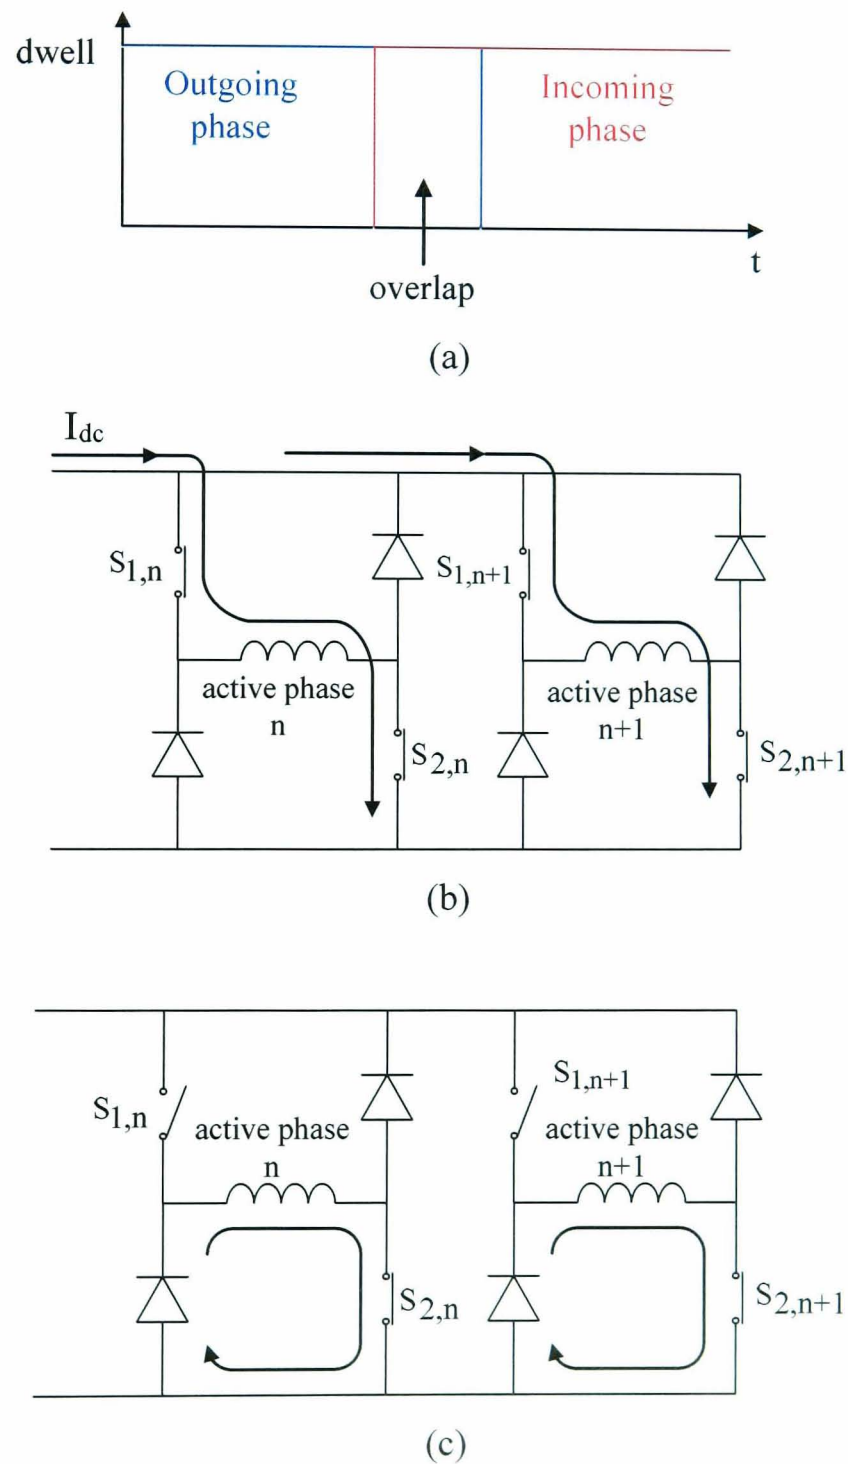 dwell
Outgoing
phase
Incoming
phase
overlap
t
(a)
Idc
S1,n
S1,n+1
active phase
n
active phase
n+1
S2,n
S2,n+1
(b)
S1,n
active phase
n
S1,n+1
active phase
n+1
S2,n
S2,n+1
(c)